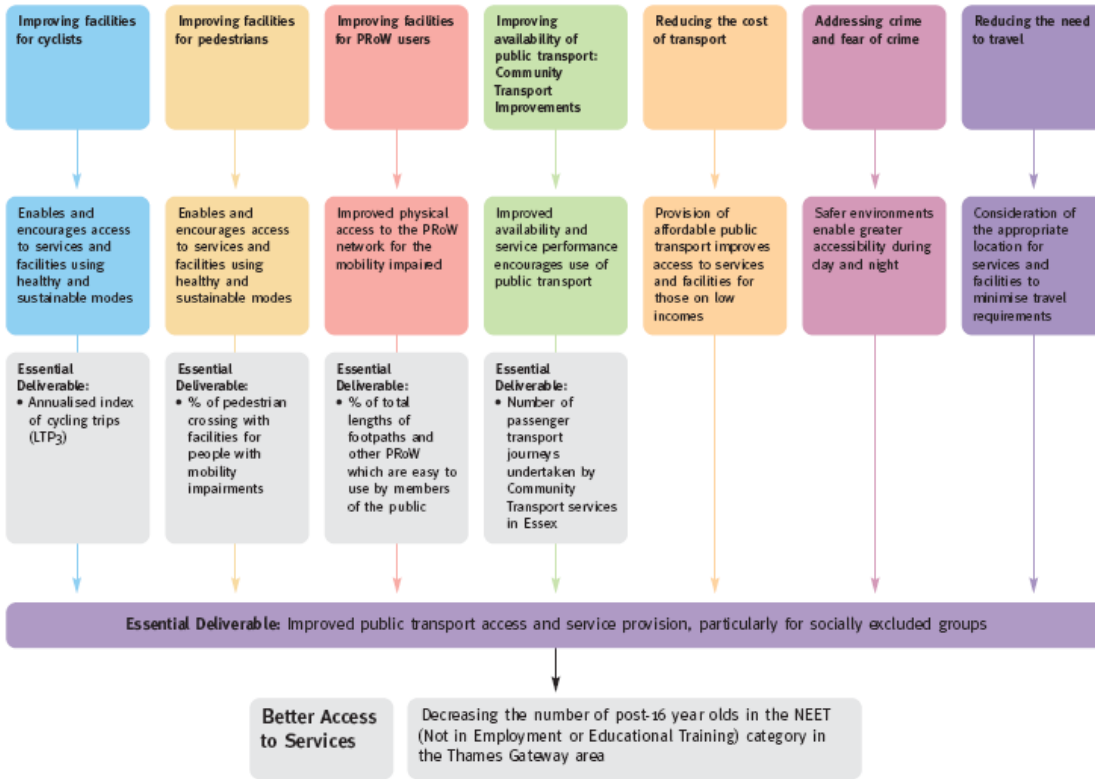 Improving facilities
for cyclists
Improving facilities
for pedestrians
Improving facilities
for PRoW users
Improving
availability of
public transport:
Community
Transport
Improvements
Reducing the cost
of transport
Addressing crime
and fear of crime
Reducing the need
to travel
Enables and
encourages access
to services and
facilities using
healthy and
sustainable modes
Enables and
encourages access
to services and
facilities using
healthy and
sustainable modes
Improved physical
access to the PRoW
network for the
mobility impaired
Improved
availability and
service performance
encourages use of
public transport
Provision of
affordable public
transport improves
access to services
and facilities for
those on low
incomes
Safer environments
enable greater
accessibility during
day and night
Consideration of
the appropriate
location for
services and
facilities to
minimise travel
requirements
Essential
Deliverable:
• Annualised index
of cycling trips
(LTP3)
Essential
Deliverable:
• % of pedestrian
crossing with
facilities for
people with
mobility
impairments
Essential
Deliverable:
• % of total
lengths of
footpaths and
other PRoW
which are easy to
use by members
of the public
Essential
Deliverable:
• Number of
passenger
transport
journeys
undertaken by
Community
Transport services
in Essex
Essential Deliverable: Improved public transport access and service provision, particularly for socially excluded groups
Better Access
to Services
Decreasing the number of post-16 year olds in the NEET
(Not in Employment or Educational Training) category in
the Thames Gateway area